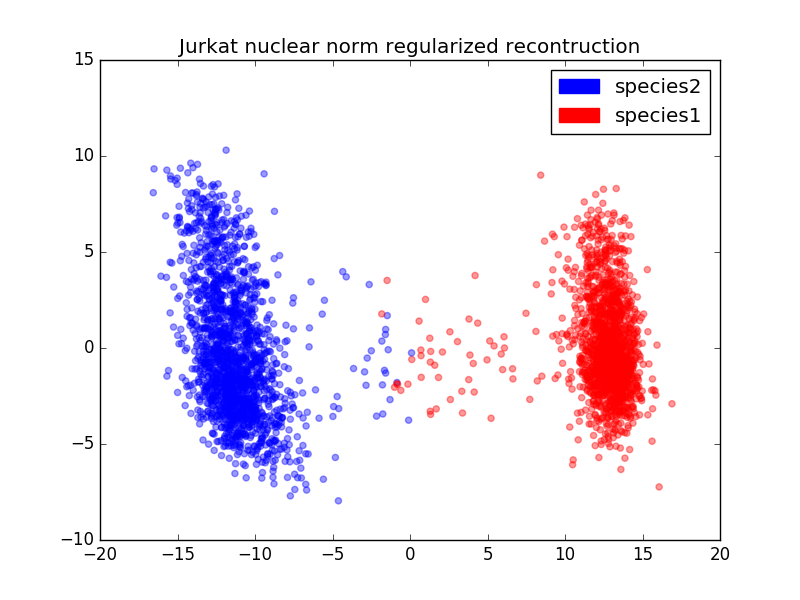 Jurkat nuclear norm regularized recontruction
species2
species1
15
10
5
0
−5
−10
−20 −15 −10 −5 0 5 10 15 20